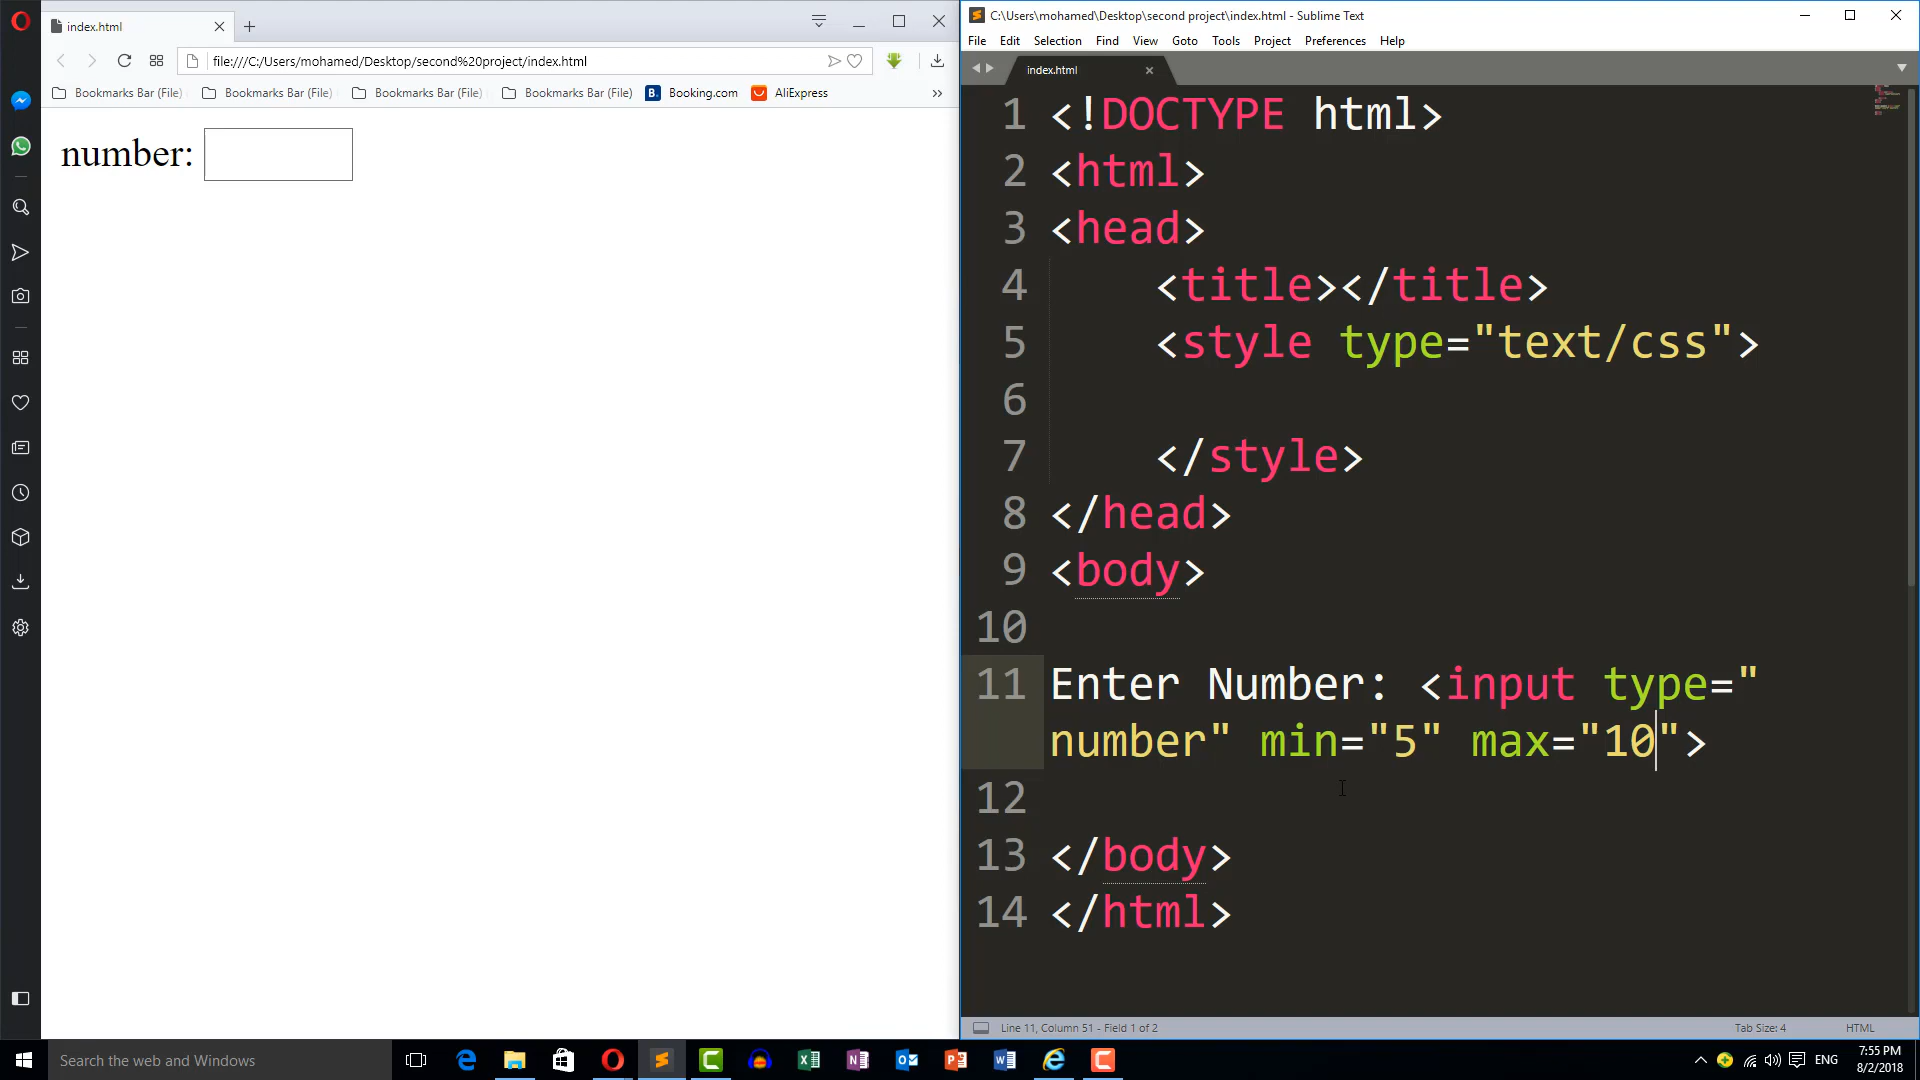 index.html
file:///C:/Users/mohamed/Desktop/second%20project/index.html
Bookmarks Bar (File)
Bookmarks Bar (File)
Bookmarks Bar (File)
Bookmarks Bar (File)
B.
Booking.com
AliExpress
number:
C:\Users\mohamed\Desktop\second project\index.html - Sublime Text
File Edit Selection Find View Goto Tools Project Preferences Help
index.html
1 <!DOCTYPE html>
2 <html>
3 <head>
4 <title></title>
5 <style type="text/css">
6
7 </style>
8 </head>
9 <body>
10
11 Enter Number: <input type="
number" min="5" max="10">
12
13 </body>
14 </html>
Line 11, Column 51 - Field 1 of 2
Tab Size: 4
HTML
Search the web and Windows
ENG
7:55 PM
8/2/2018